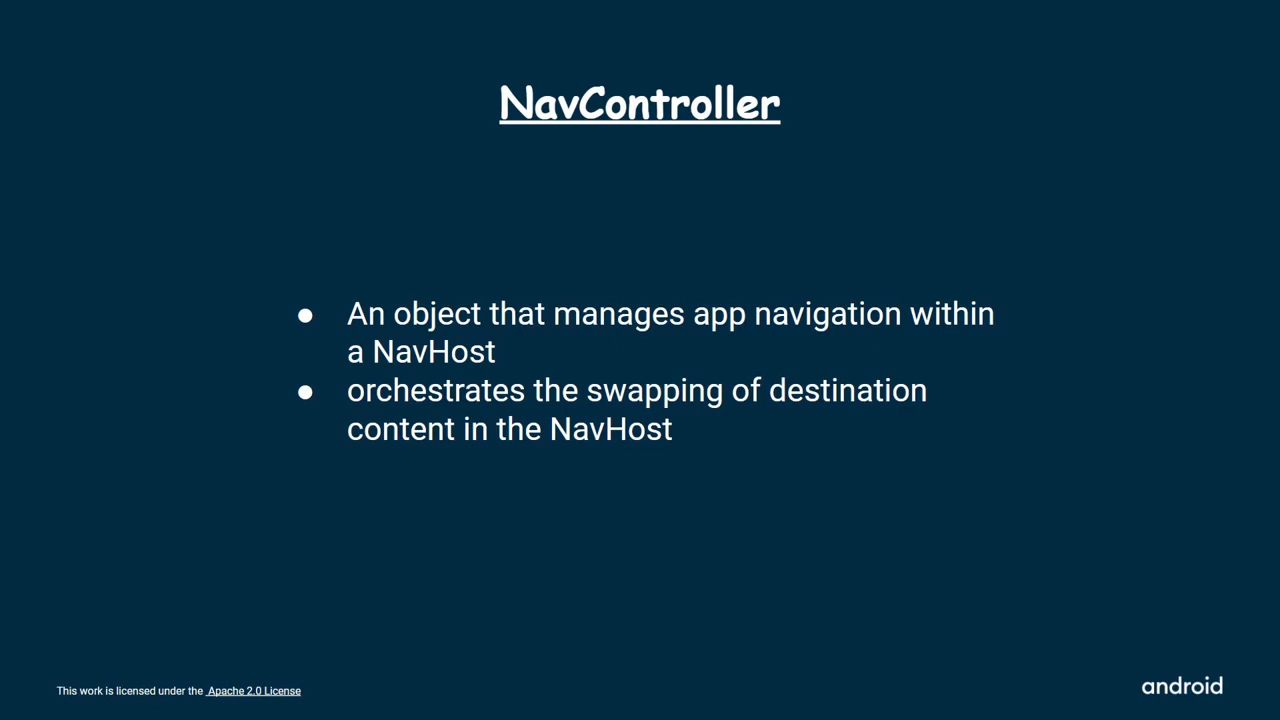 NavController
● An object that manages app navigation within
a NavHost
● orchestrates the swapping of destination
content in the NavHost
This work is licensed under the Apache 2.0 License
android